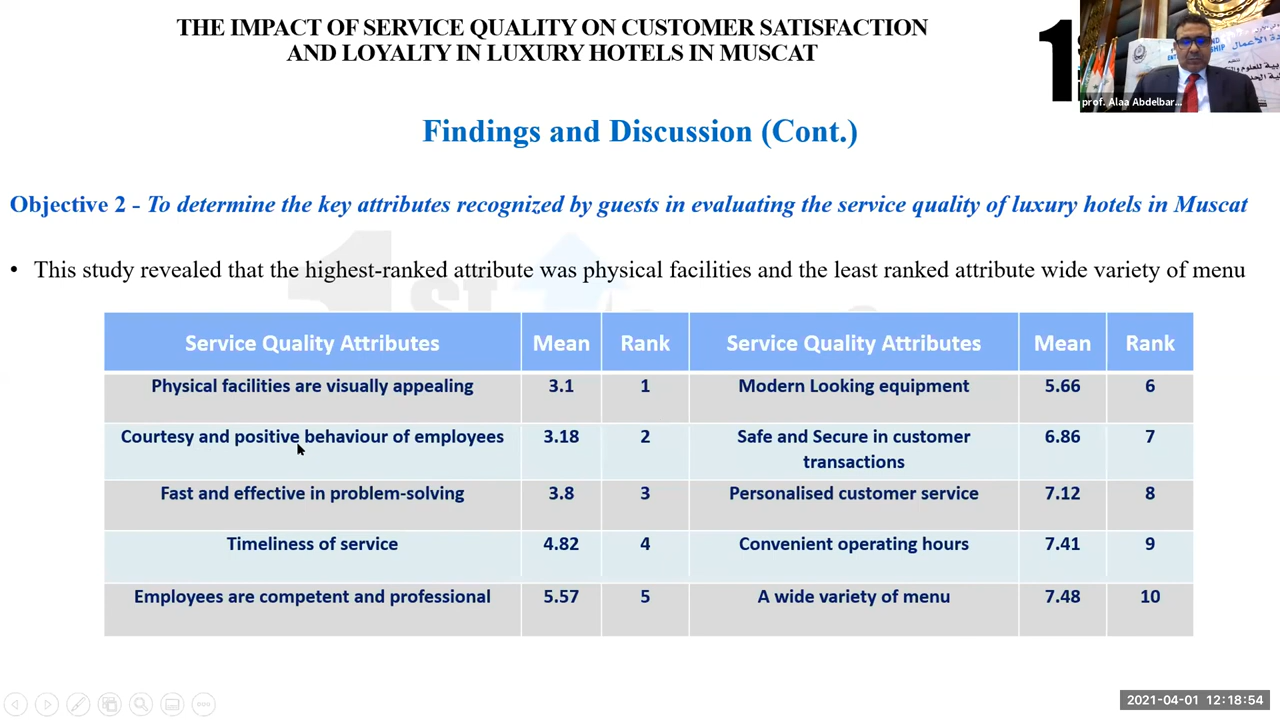 THE IMPACT OF SERVICE QUALITY ON CUSTOMER SATISFACTION
AND LOYALTY IN LUXURY HOTELS IN MUSCAT
1
prof. Alaa Abdelbar...
Findings and Discussion (Cont.)
Objective 2 - To determine the key attributes recognized by guests in evaluating the service quality of luxury hotels in Muscat
• This study revealed that the highest-ranked attribute was physical facilities and the least ranked attribute wide variety of menu
1st
Service Quality Attributes Mean Rank Service Quality Attributes Mean Rank
Physical facilities are visually appealing 3.1 1 Modern Looking equipment 5.66 6
Courtesy and positive behaviour of employees 3.18 2 Safe and Secure in customer
transactions 6.86 7
Fast and effective in problem-solving 3.8 3 Personalised customer service 7.12 8
Timeliness of service 4.82 4 Convenient operating hours 7.41 9
Employees are competent and professional 5.57 5 A wide variety of menu 7.48 10
2021-04-01 12:18:54